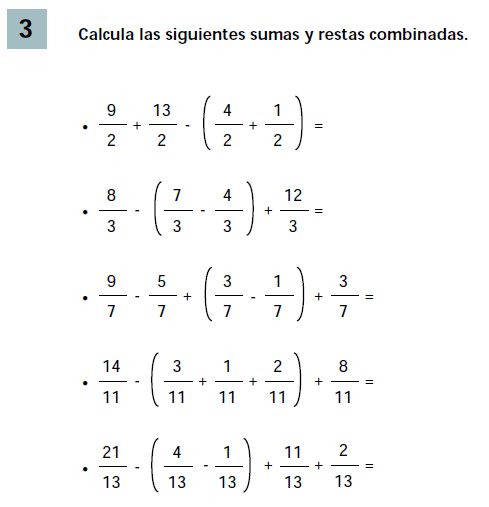 3 Calcula las siguientes sumas y restas combinadas.
• 9/2 + 13/2 - (4/2 + 1/2) =
• 8/3 - (7/3 - 4/3) + 12/3 =
• 9/7 - 5/7 + (3/7 - 1/7) + 3/7 =
• 14/11 - (3/11 + 1/11 + 2/11) + 8/11 =
• 21/13 - (4/13 - 1/13) + 11/13 + 2/13 =